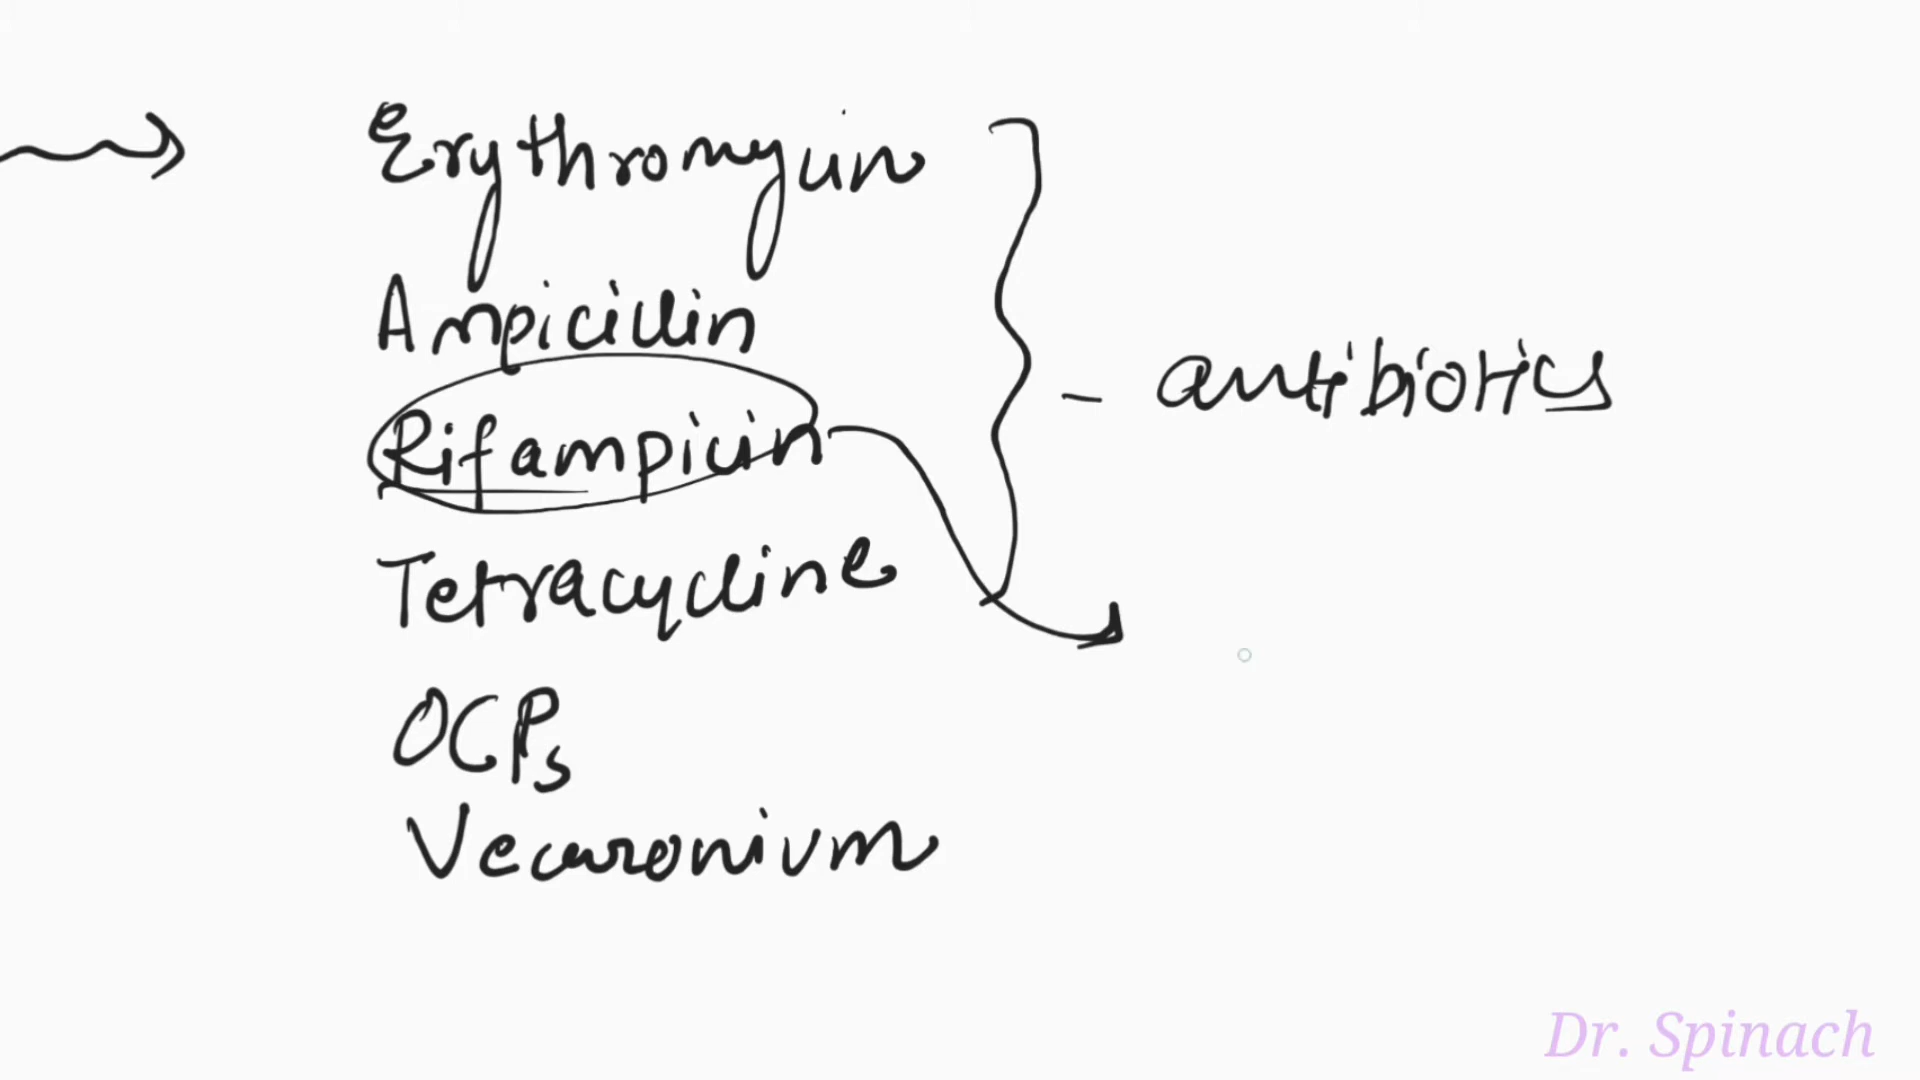 Erythromycin
Ampicillin
Rifampicin
Tetracycline
- antibiotics
OCPs
Vecuronium
Dr. Spinach